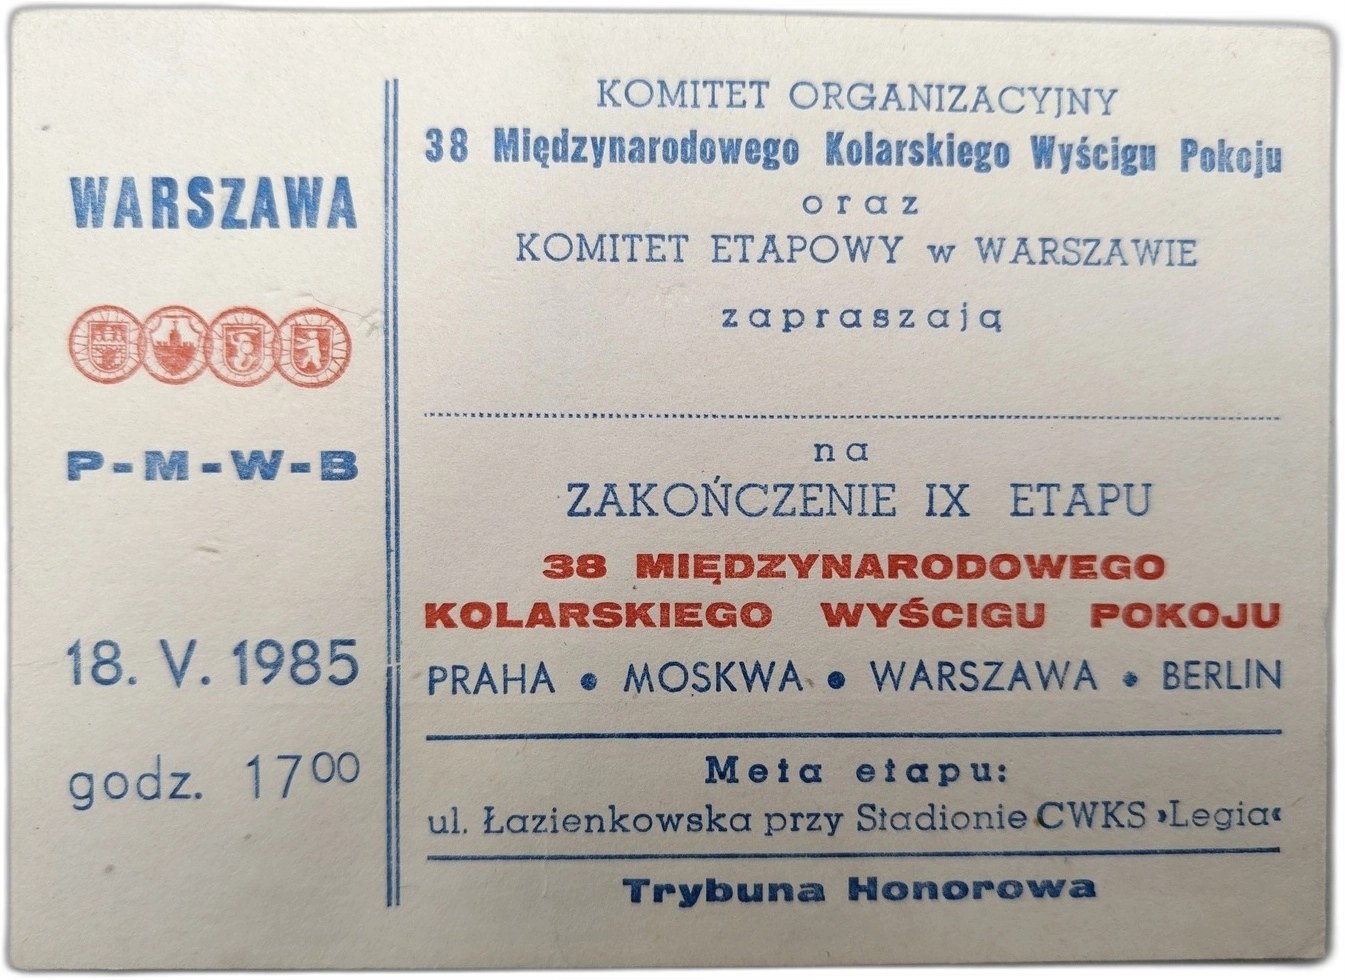 WARSZAWA
P-M-W-B
18. V. 1985
godz. 17⁰⁰
KOMITET ORGANIZACYJNY
38 Międzynarodowego Kolarskiego Wyścigu Pokoju
oraz
KOMITET ETAPOWY w WARSZAWIE
zapraszają
na
ZAKOŃCZENIE IX ETAPU
38 MIĘDZYNARODOWEGO
KOLARSKIEGO WYŚCIGU POKOJU
PRAHA • MOSKWA • WARSZAWA • BERLIN
Meta etapu:
ul. Łazienkowska przy Stadionie CWKS »Legia«
Trybuna Honorowa